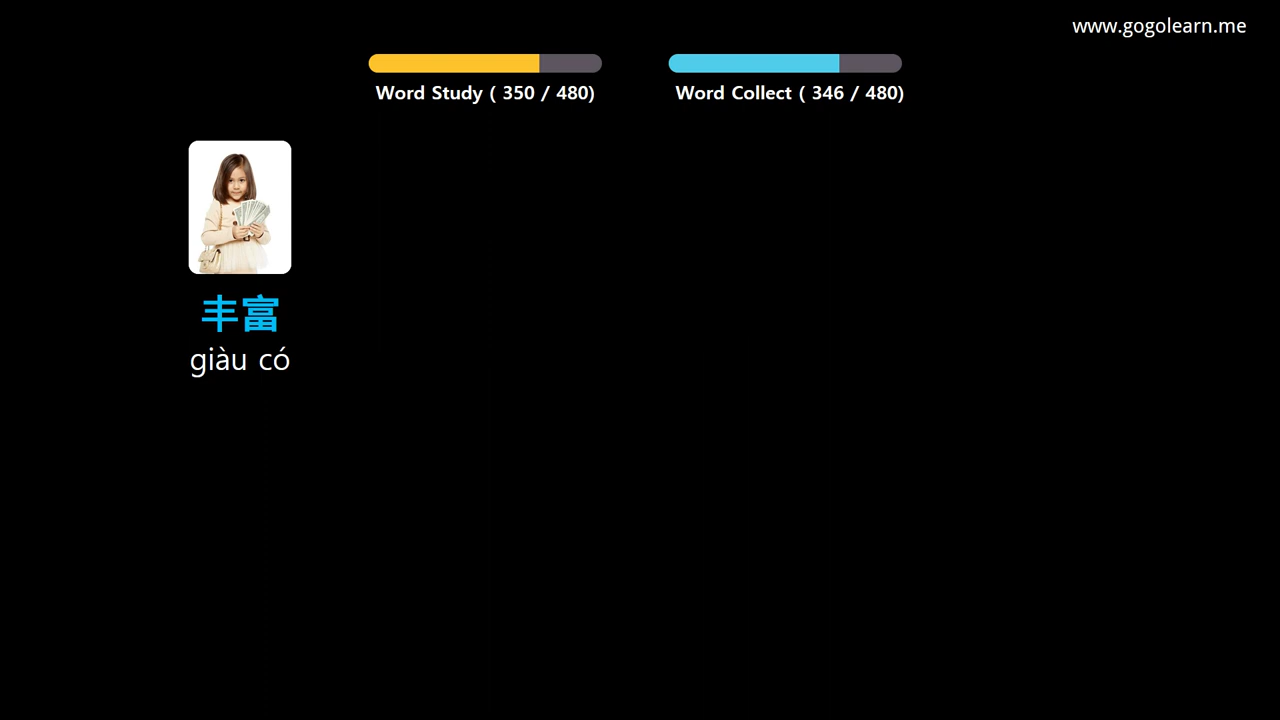 www.gogolearn.me
Word Study ( 350 / 480)
Word Collect ( 346 / 480)
丰富
giàu có